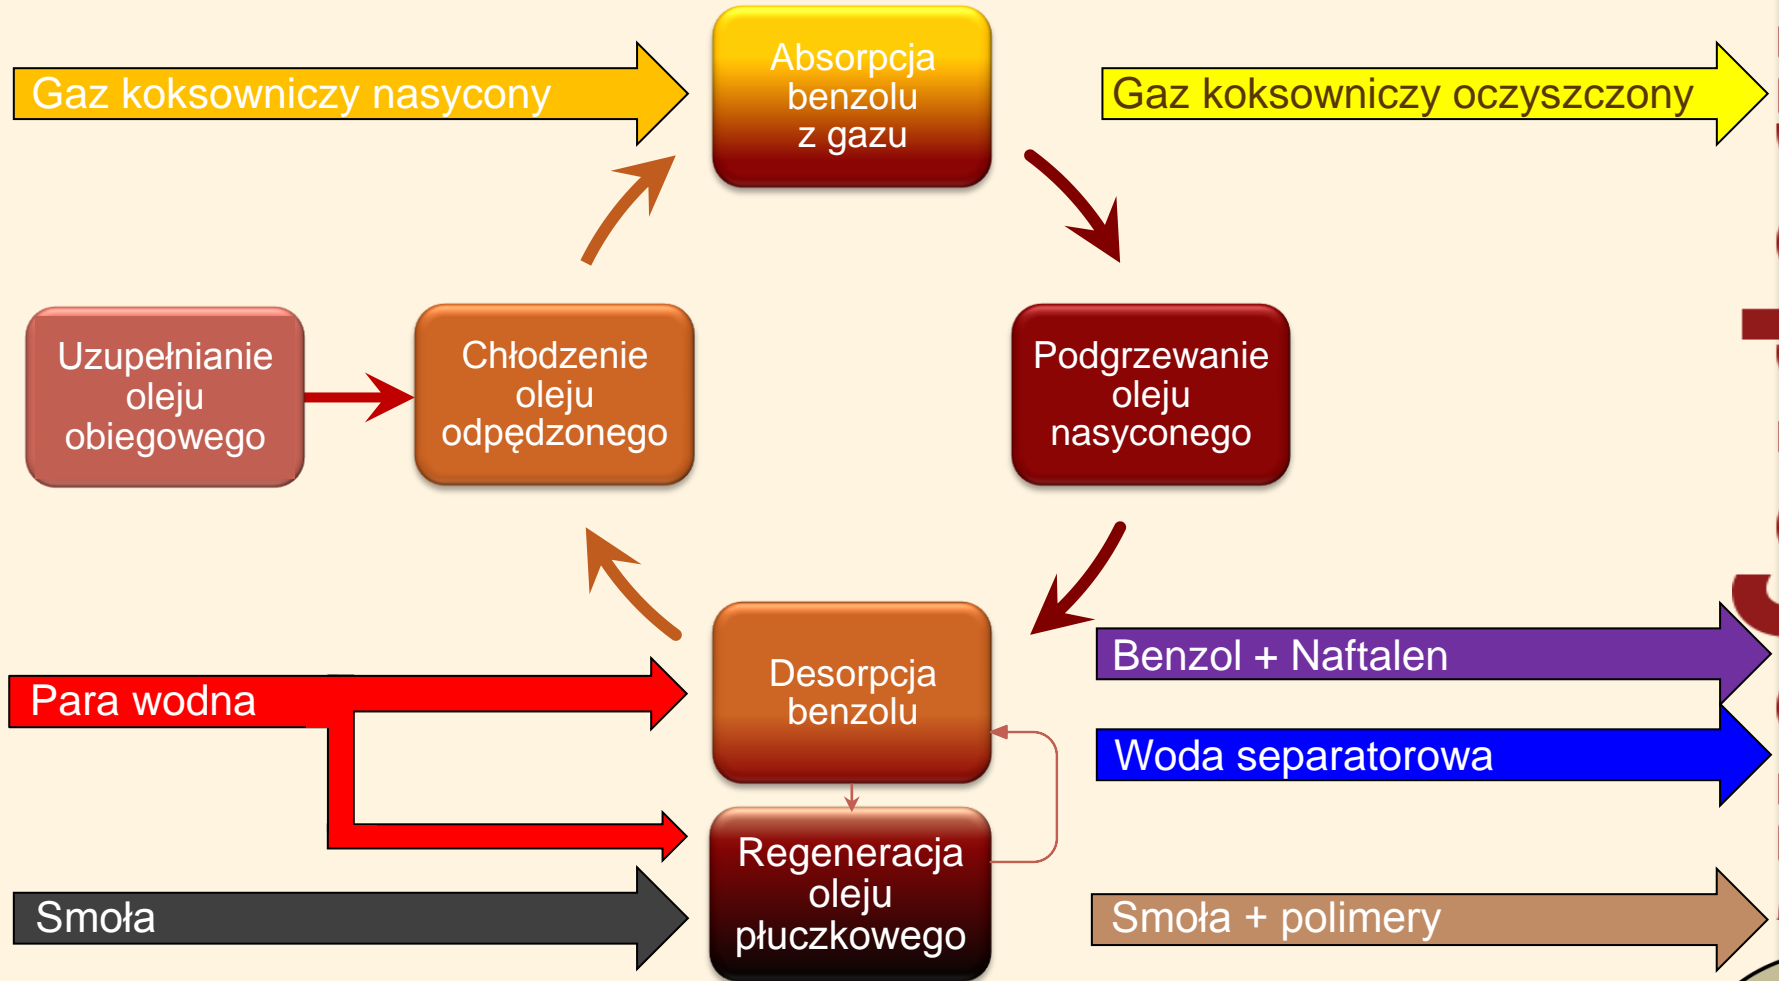 Gaz koksowniczy nasycony
Absorpcja
benzolu
z gazu
Gaz koksowniczy oczyszczony
Uzupełnianie
oleju
obiegowego
Chłodzenie
oleju
odpędzonego
Podgrzewanie
oleju
nasyconego
Para wodna
Desorpcja
benzolu
Benzol + Naftalen
Woda separatorowa
Smoła
Regeneracja
oleju
płuczkowego
Smoła + polimery